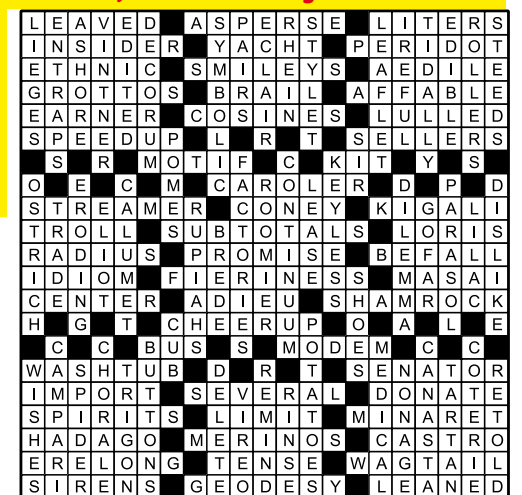 LEAVED ASPERSE LITERS
INSIDER YACHT PERIDOT
ETHNIC SMILEYS AEDILE
GROTTOS BRAIL AFFABLE
EARNER COSINES LULLED
SPEEDUP L R T SELLERS
S R MOTIF C KIT Y S
O E C M CAROLER D P D
STREAMER CONEY KIGALI
TROLL SUBTOTALS LORIS
RADIUS PROMISE BEFALL
IDIOM FIERINESS MASAI
CENTER ADIEU SHAMROCK
H G T CHEERUP O A L E
C C BUS S MODEM C C
WASHTUB D R T SENATOR
IMPORT SEVERAL DONATE
SPIRITS LIMIT MINARET
HADAGO MERINOS CASTRO
ERELONG TENSE WAGTAIL
SIRENS GEODESY LEANED